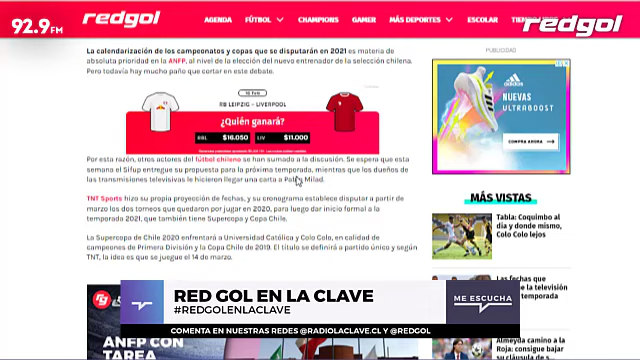 92.9FM
redgol
AGENDA FÚTBOL CHAMPIONS GAMER MÁS DEPORTES ESCOLAR
redgol
La calendarización de los campeonatos y copas que se disputarán en 2021 es materia de
absoluta prioridad en la ANFP, al nivel de la elección del nuevo entrenador de la selección chilena.
Pero todavía hay mucho paño que cortar en este debate.
RB LEIPZIG - LIVERPOOL
¿Quién ganará?
RBL $16.050 LIV $11.000
Por esta razón, otros actores del fútbol chileno se han sumado a la discusión. Se espera que esta
semana el Sifup entregue su propuesta para la próxima temporada, mientras que los dueños de
las transmisiones televisivas le hicieron llegar una carta a Pablo Milad.
TNT Sports hizo su propia proyección de fechas, y su cronograma establece disputar a partir de
marzo los dos torneos que quedaron por jugar en 2020, para luego dar inicio formal a la
temporada 2021, que también tiene Supercopa y Copa Chile.
La Supercopa de Chile 2020 enfrentará a Universidad Católica y Colo Colo, en calidad de
campeones de Primera División y la Copa Chile de 2019. El título se definirá a partido único y según
TNT, la idea es que se juegue el 14 de marzo.
PUBLICIDAD
adidas
NUEVAS
ULTRABOOST
COMPRA AHORA
MÁS VISTAS
Tabla: Coquimbo al
día y donde mismo,
Colo Colo lejos
Las fechas que
la televisión
temporada
Almeyda camino a
la Roja: consigue bajar
su cláusula de
rg
ANFP CON
TAREA
RED GOL EN LA CLAVE
#REDGOLENLACLAVE
ME ESCUCHA
COMENTA EN NUESTRAS REDES @RADIOLACLAVE.CL Y @REDGOL